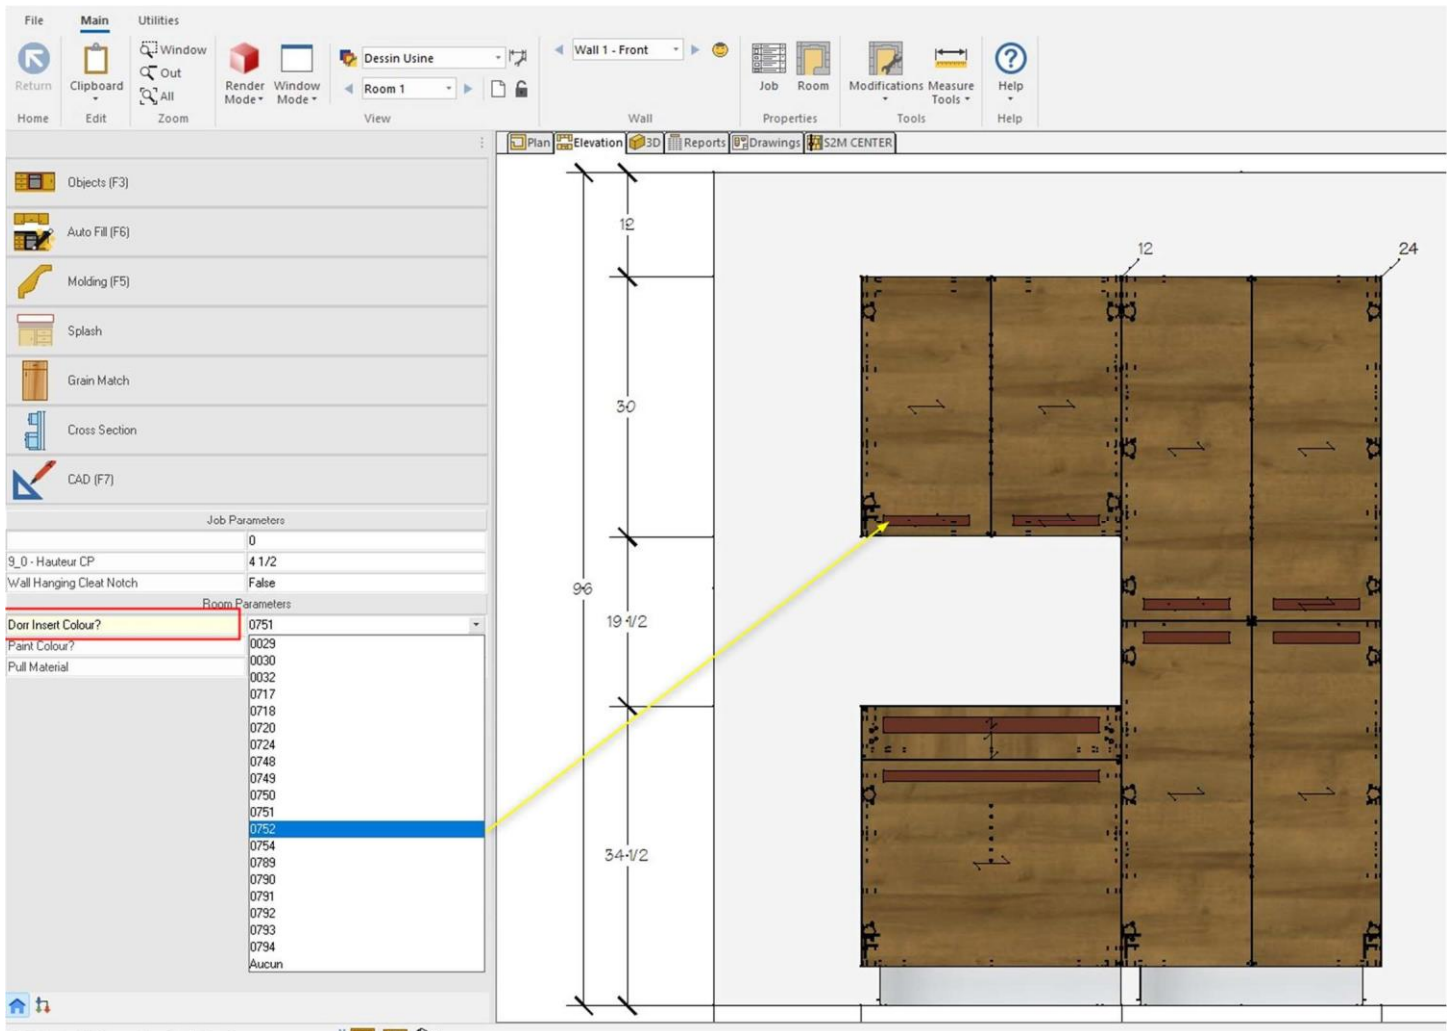 File Main Utilities
Return
Clipboard
Window
Out
All
Render Mode
Window Mode
Dessin Usine
Room 1
Wall 1 - Front
Job
Room
Modifications
Measure Tools
Help
Home Edit Zoom View Wall Properties Tools Help
Plan Elevation 3D Reports Drawings S2M CENTER
Objects (F3)
Auto Fill (F6)
Molding (F5)
Splash
Grain Match
Cross Section
CAD (F7)
Job Parameters
0
9_0 - Hauteur CP 4 1/2
Wall Hanging Cleat Notch False
Room Parameters
Dorr Insert Colour? 0751
Paint Colour?
Pull Material
0029
0030
0032
0717
0718
0720
0724
0748
0749
0750
0751
0752
0754
0789
0790
0791
0792
0793
0794
Aucun
12
30
96
19-1/2
34-1/2
12
24